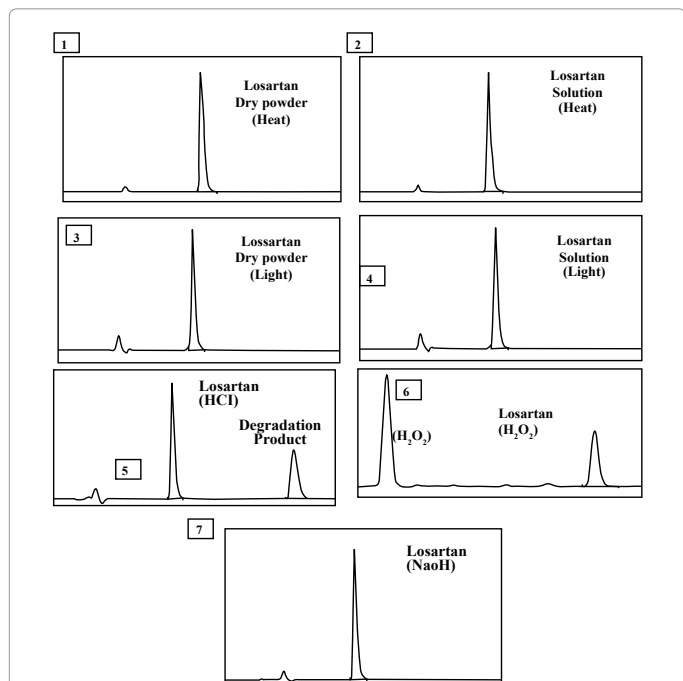 1
Losartan
Dry powder
(Heat)
2
Losartan
Solution
(Heat)
3
Lossartan
Dry powder
(Light)
4
Losartan
Solution
(Light)
5
Losartan
(HCI)
Degradation
Product
6
(H₂O₂)
Losartan
(H₂O₂)
7
Losartan
(NaoH)